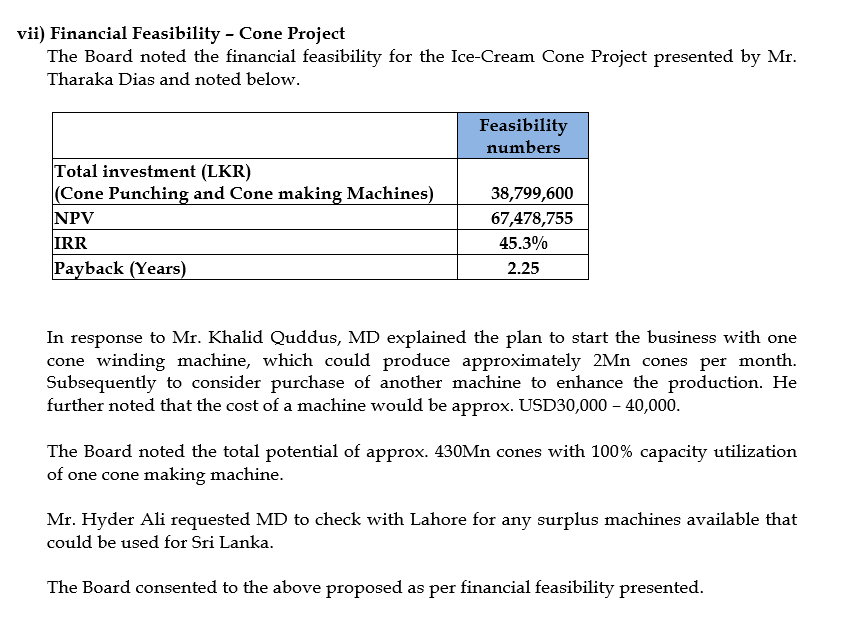 vii) Financial Feasibility – Cone Project
The Board noted the financial feasibility for the Ice-Cream Cone Project presented by Mr.
Tharaka Dias and noted below.
Feasibility
numbers
Total investment (LKR)
(Cone Punching and Cone making Machines) 38,799,600
NPV 67,478,755
IRR 45.3%
Payback (Years) 2.25
In response to Mr. Khalid Quddus, MD explained the plan to start the business with one
cone winding machine, which could produce approximately 2Mn cones per month.
Subsequently to consider purchase of another machine to enhance the production. He
further noted that the cost of a machine would be approx. USD30,000 – 40,000.
The Board noted the total potential of approx. 430Mn cones with 100% capacity utilization
of one cone making machine.
Mr. Hyder Ali requested MD to check with Lahore for any surplus machines available that
could be used for Sri Lanka.
The Board consented to the above proposed as per financial feasibility presented.